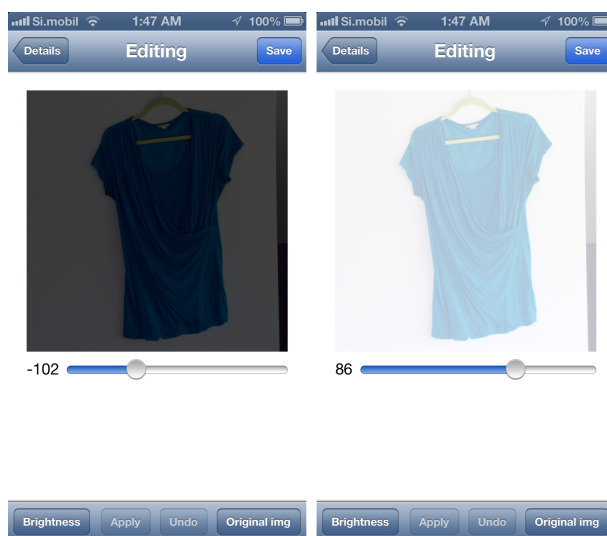 Si.mobil 1:47 AM 100%
Details Editing Save
-102
Brightness Apply Undo Original img
Si.mobil 1:47 AM 100%
Details Editing Save
86
Brightness Apply Undo Original img